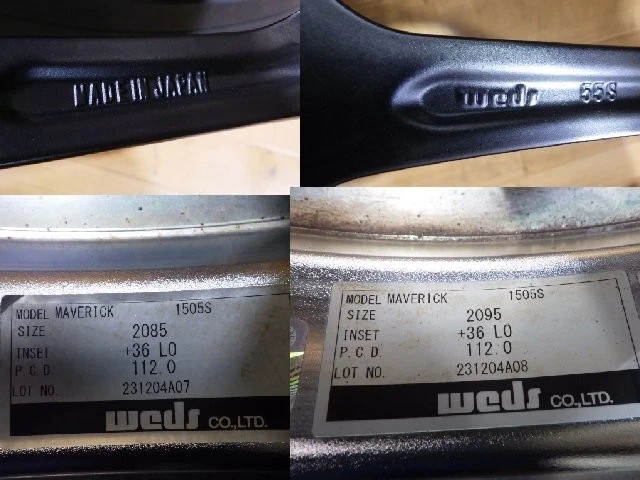 MADE IN JAPAN
weds 55S
MODEL MAVERICK 1505S
SIZE 2085
INSET +36 LO
P.C.D. 112.0
LOT NO. 231204A07
weds CO.,LTD.
MODEL MAVERICK 1505S
SIZE 2095
INSET +36 LO
P.C.D. 112.0
LOT NO. 231204A08
weds CO.,LTD.